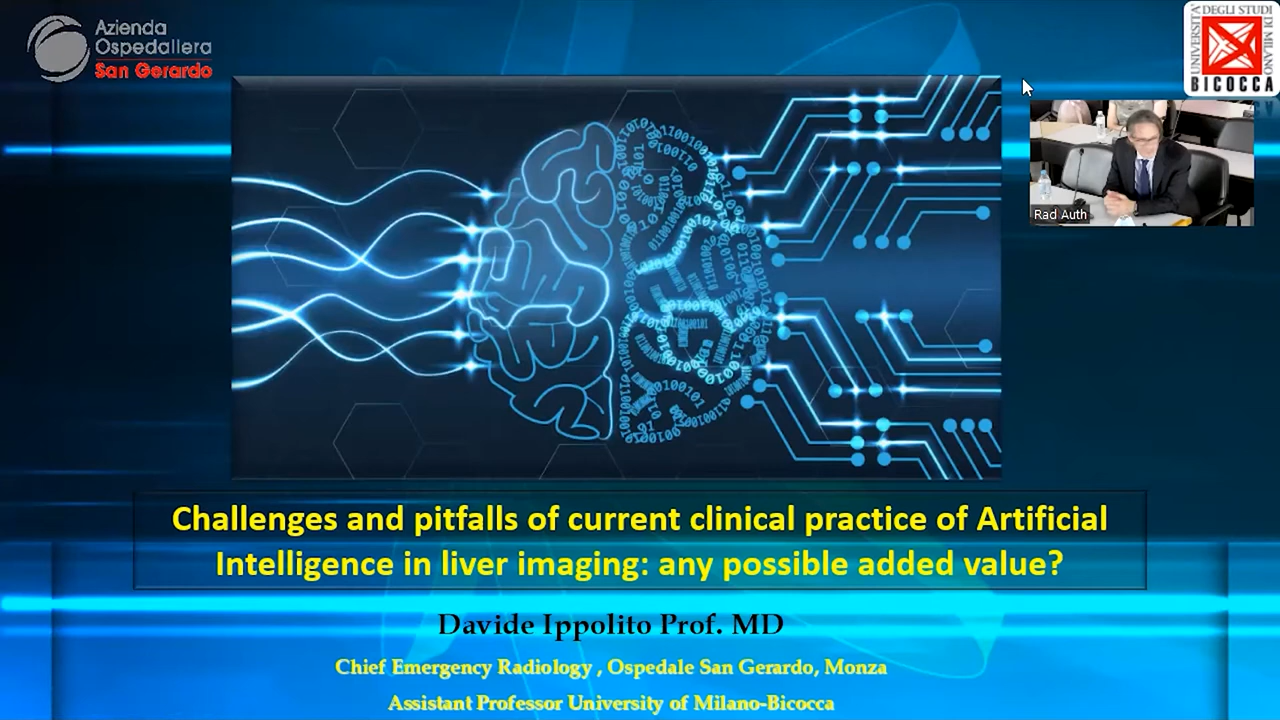 Azienda
Ospedaliera
San Gerardo
UNIVERSITÀ DEGLI STUDI DI MILANO
BICOCCA
Rad Auth
Challenges and pitfalls of current clinical practice of Artificial
Intelligence in liver imaging: any possible added value?
Davide Ippolito Prof. MD
Chief Emergency Radiology , Ospedale San Gerardo, Monza
Assistant Professor University of Milano-Bicocca